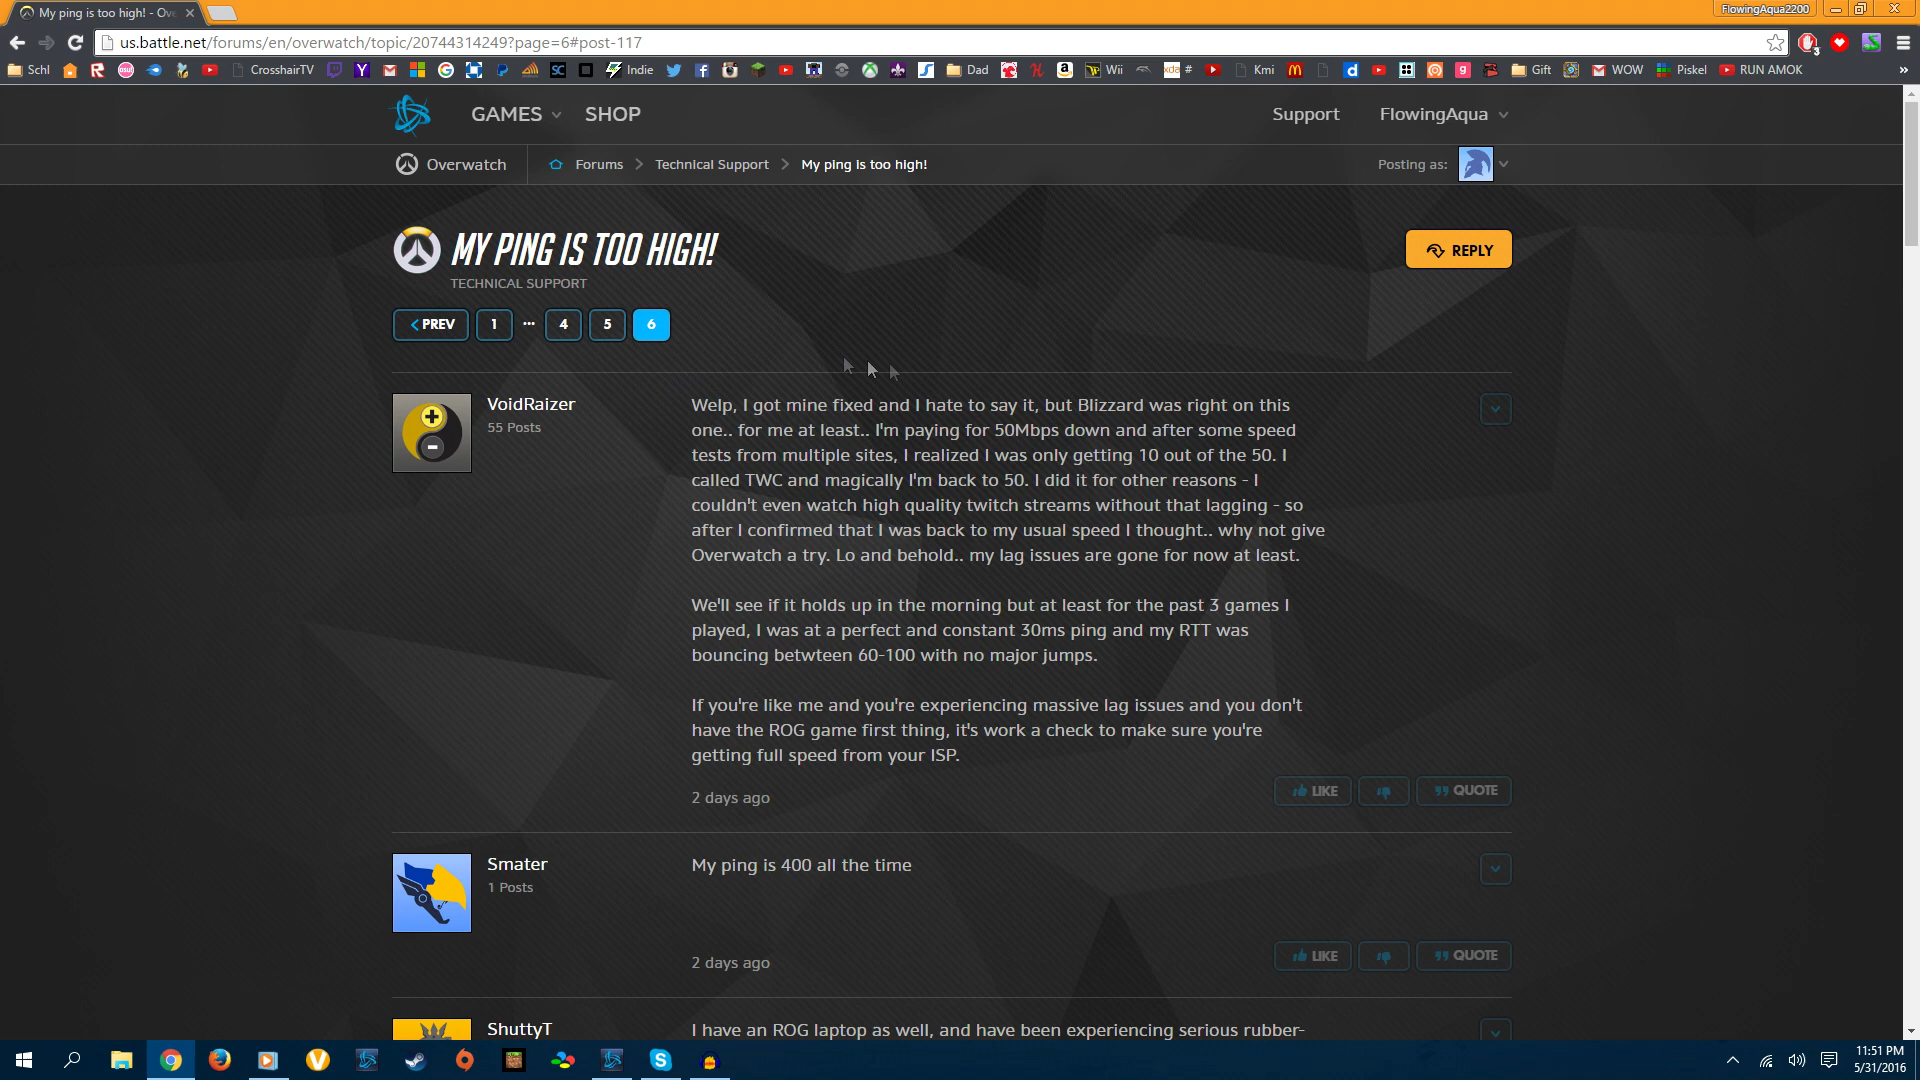 My ping is too high! - Ov
FlowingAqua2200
us.battle.net/forums/en/overwatch/topic/20744314249?page=6#post-117
Schl
CrosshairTV
Indie
Dad
Wii
#
Kmi
Gift
WOW
Piskel
RUN AMOK
GAMES
SHOP
Support
FlowingAqua
Overwatch
Forums
Technical Support
My ping is too high!
Posting as:
MY PING IS TOO HIGH!
TECHNICAL SUPPORT
REPLY
PREV
1
...
4
5
6
VoidRaizer
55 Posts
Welp, I got mine fixed and I hate to say it, but Blizzard was right on this
one.. for me at least.. I'm paying for 50Mbps down and after some speed
tests from multiple sites, I realized I was only getting 10 out of the 50. I
called TWC and magically I'm back to 50. I did it for other reasons - I
couldn't even watch high quality twitch streams without that lagging - so
after I confirmed that I was back to my usual speed I thought.. why not give
Overwatch a try. Lo and behold.. my lag issues are gone for now at least.
We'll see if it holds up in the morning but at least for the past 3 games I
played, I was at a perfect and constant 30ms ping and my RTT was
bouncing betwteen 60-100 with no major jumps.
If you're like me and you're experiencing massive lag issues and you don't
have the ROG game first thing, it's work a check to make sure you're
getting full speed from your ISP.
2 days ago
LIKE
QUOTE
Smater
1 Posts
My ping is 400 all the time
2 days ago
LIKE
QUOTE
ShuttyT
I have an ROG laptop as well, and have been experiencing serious rubber-
11:51 PM
5/31/2016